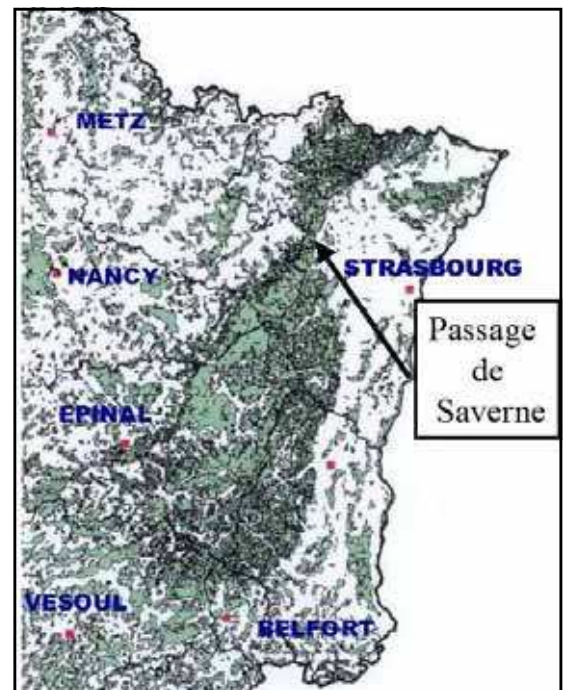 METZ
NANCY
STRASBOURG
Passage
de
Saverne
EPINAL
VESOUL
BELFORT